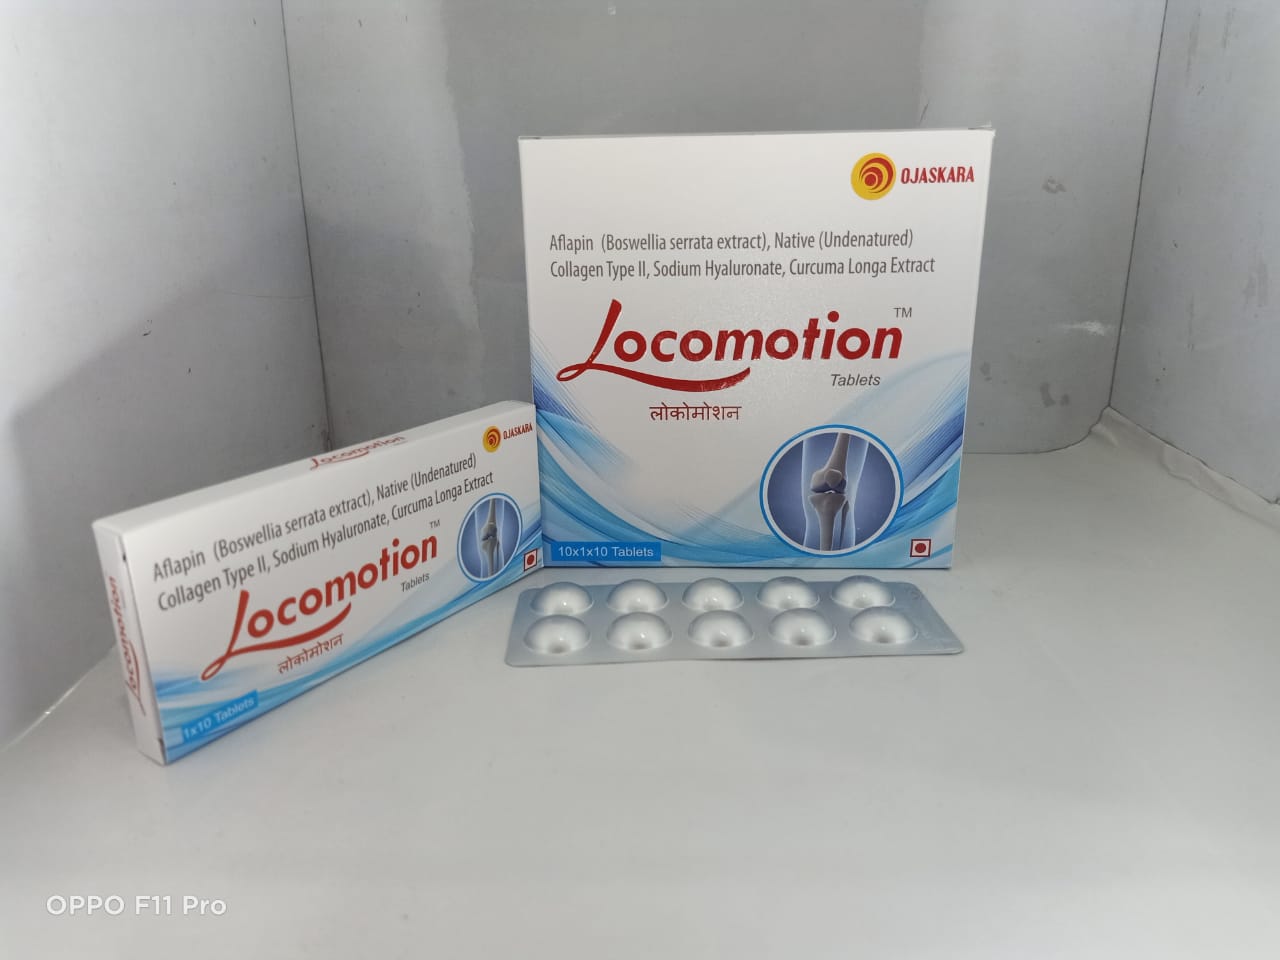 OJASKARA
Aflapin (Boswellia serrata extract), Native (Undenatured)
Collagen Type II, Sodium Hyaluronate, Curcuma Longa Extract
Locomotion™
Tablets
लोकोमोशन
10x1x10 Tablets
Locomotion
OJASKARA
Aflapin (Boswellia serrata extract), Native (Undenatured)
Collagen Type II, Sodium Hyaluronate, Curcuma Longa Extract
Locomotion™
Tablets
लोकोमोशन
1x10 Tablets
Locomotion
OPPO F11 Pro